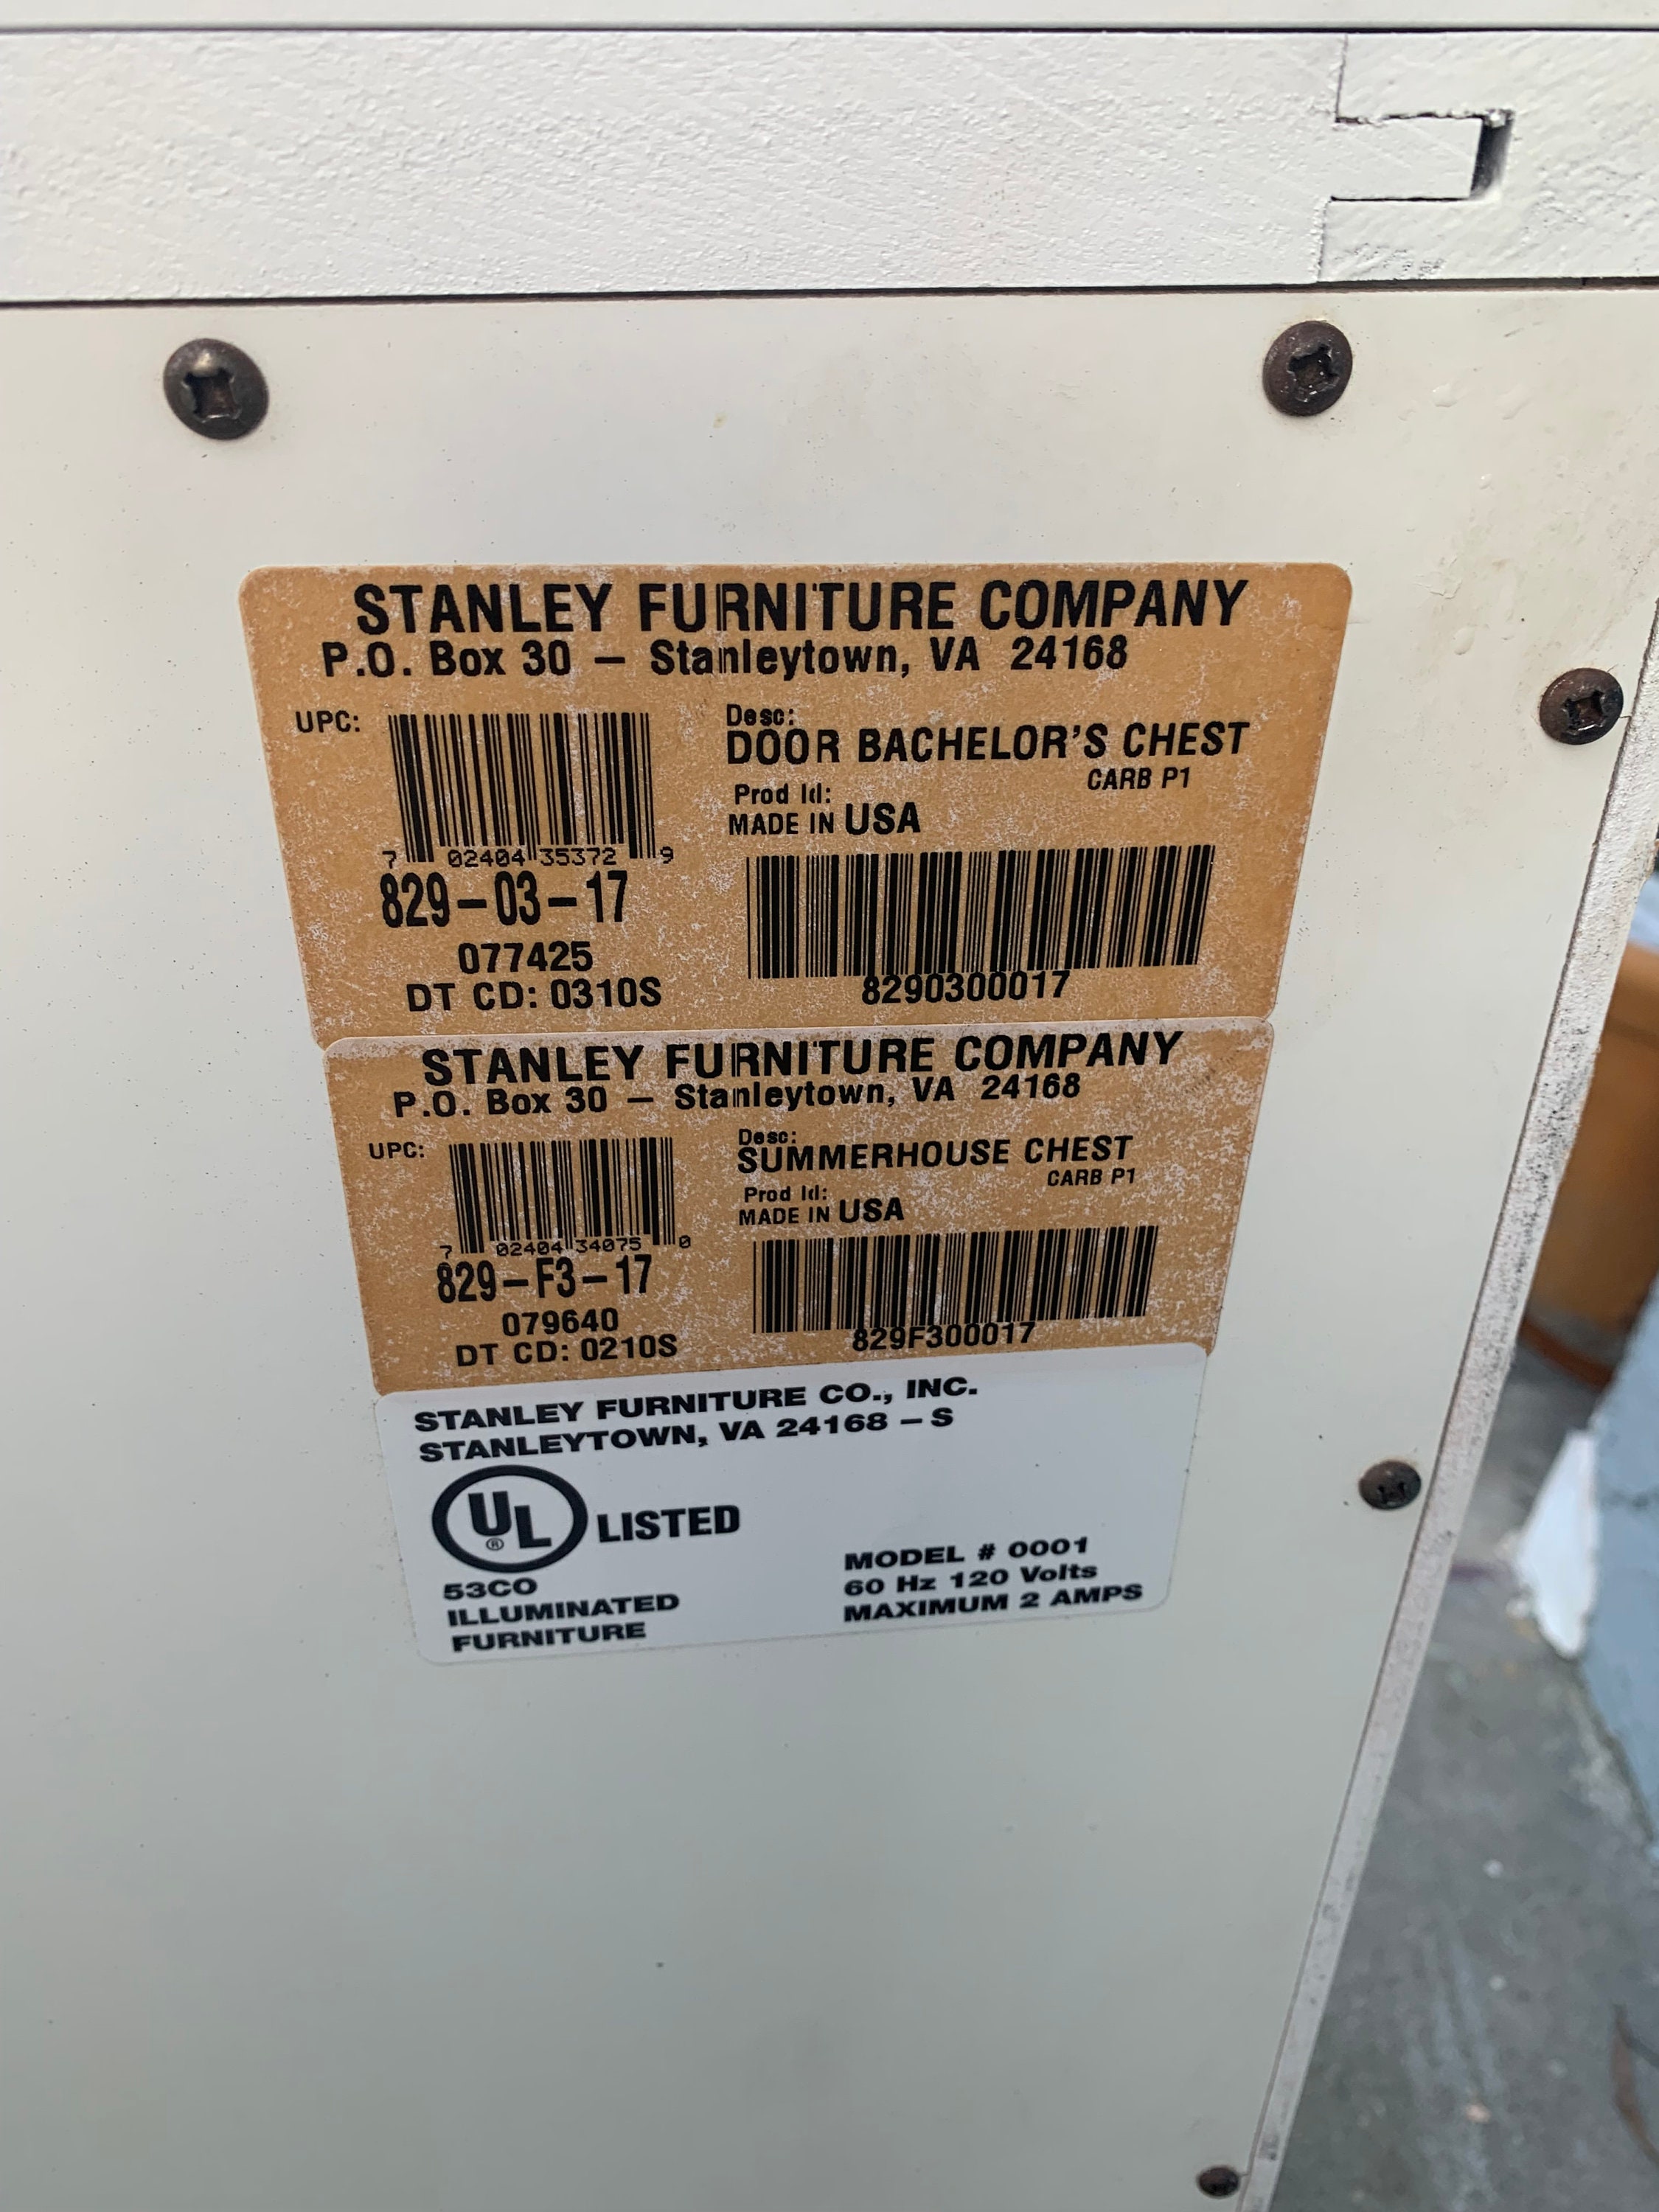 STANLEY FURNITURE COMPANY
P.O. Box 30 – Stanleytown, VA 24168
UPC:
7 02404 35372 9
829-03-17
077425
DT CD: 0310S
Desc:
DOOR BACHELOR'S CHEST
CARB P1
Prod Id:
MADE IN USA
8290300017
STANLEY FURNITURE COMPANY
P.O. Box 30 – Stanleytown, VA 24168
UPC:
7 02404 34075 0
829-F3-17
079640
DT CD: 0210S
Desc:
SUMMERHOUSE CHEST
CARB P1
Prod Id:
MADE IN USA
829F300017
STANLEY FURNITURE CO., INC.
STANLEYTOWN, VA 24168 – S
UL ® LISTED
53CO
ILLUMINATED
FURNITURE
MODEL # 0001
60 Hz 120 Volts
MAXIMUM 2 AMPS